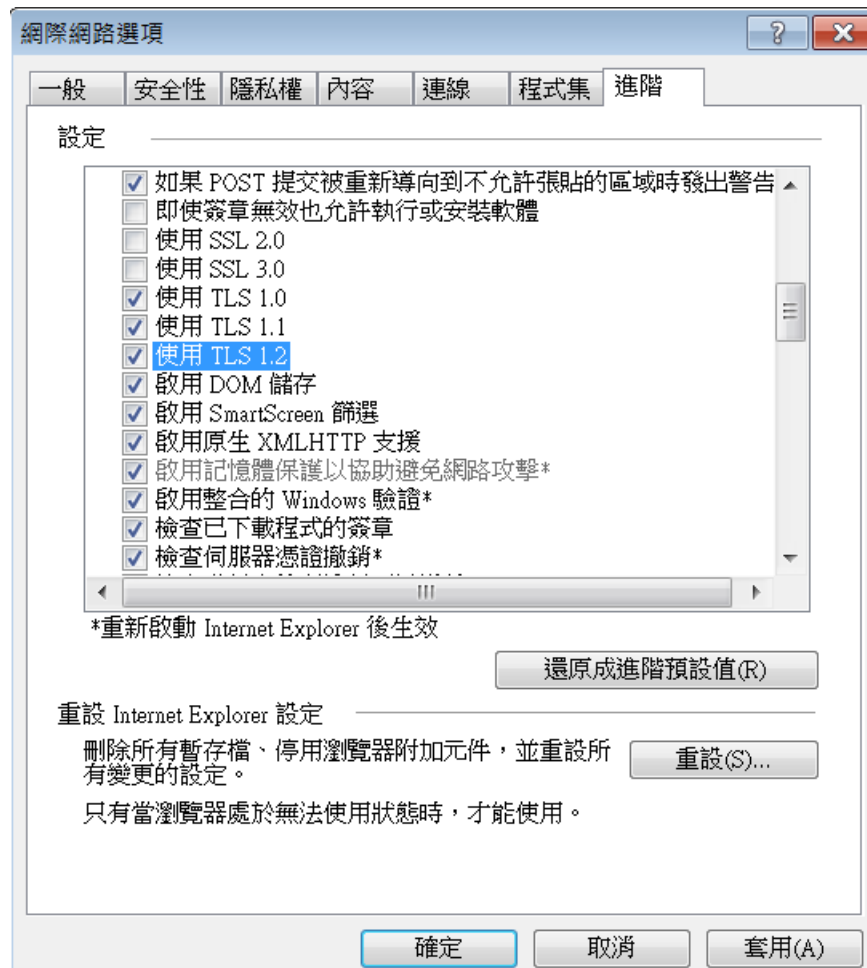 網際網路選項
一般 安全性 隱私權 內容 連線 程式集 進階
設定
如果 POST 提交被重新導向到不允許張貼的區域時發出警告
即使簽章無效也允許執行或安裝軟體
使用 SSL 2.0
使用 SSL 3.0
使用 TLS 1.0
使用 TLS 1.1
使用 TLS 1.2
啟用 DOM 儲存
啟用 SmartScreen 篩選
啟用原生 XMLHTTP 支援
啟用記憶體保護以協助避免網路攻擊*
啟用整合的 Windows 驗證*
檢查已下載程式的簽章
檢查伺服器憑證撤銷*
*重新啟動 Internet Explorer 後生效
還原成進階預設值(R)
重設 Internet Explorer 設定
刪除所有暫存檔、停用瀏覽器附加元件，並重設所
有變更的設定。
重設(S)...
只有當瀏覽器處於無法使用狀態時，才能使用。
確定 取消 套用(A)